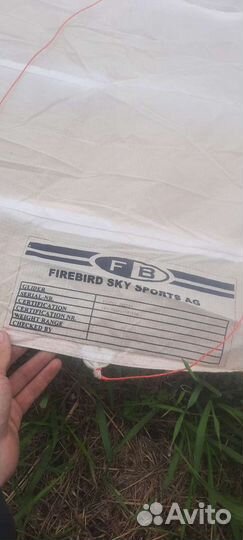 FB
FIREBIRD SKY SPORTS AG
GLIDER
SERIAL-NR.
CERTIFICATION
CERTIFICATION NR.
WEIGHT RANGE
CHECKED BY
Avito